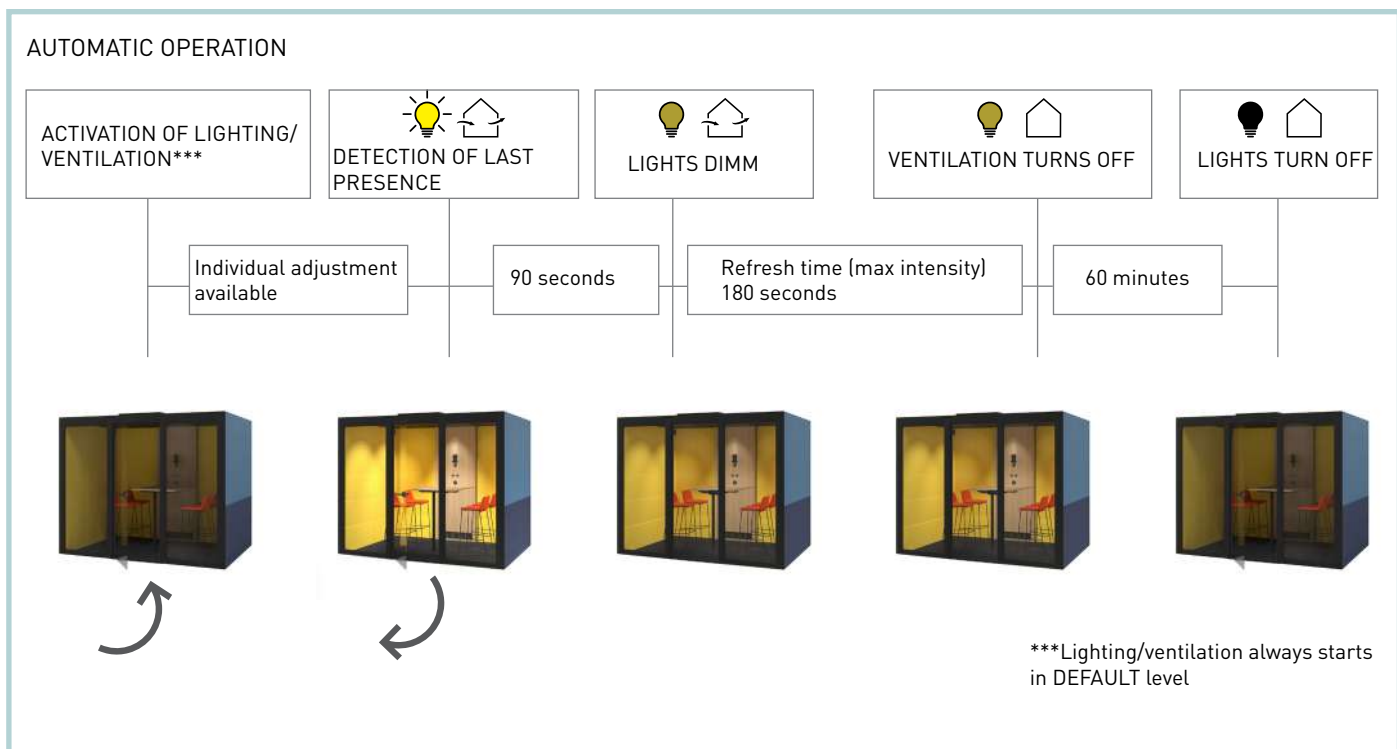 AUTOMATIC OPERATION
ACTIVATION OF LIGHTING/
VENTILATION***
DETECTION OF LAST
PRESENCE
LIGHTS DIMM
VENTILATION TURNS OFF
LIGHTS TURN OFF
Individual adjustment
available
90 seconds
Refresh time (max intensity)
180 seconds
60 minutes
***Lighting/ventilation always starts
in DEFAULT level